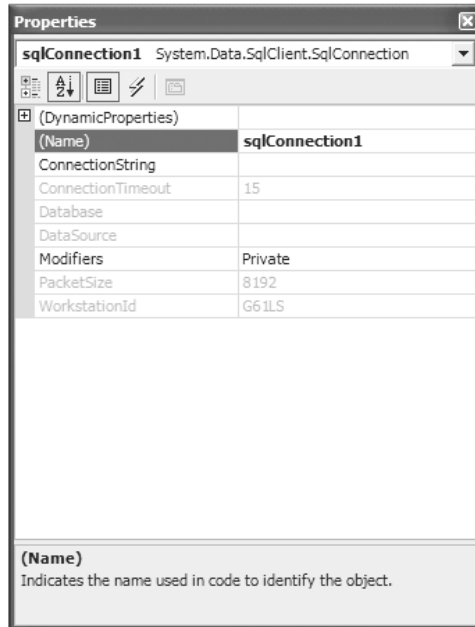 Properties
sqlConnection1 System.Data.SqlClient.SqlConnection
(DynamicProperties)
(Name) sqlConnection1
ConnectionString
ConnectionTimeout 15
Database
DataSource
Modifiers Private
PacketSize 8192
WorkstationId G61LS
(Name)
Indicates the name used in code to identify the object.